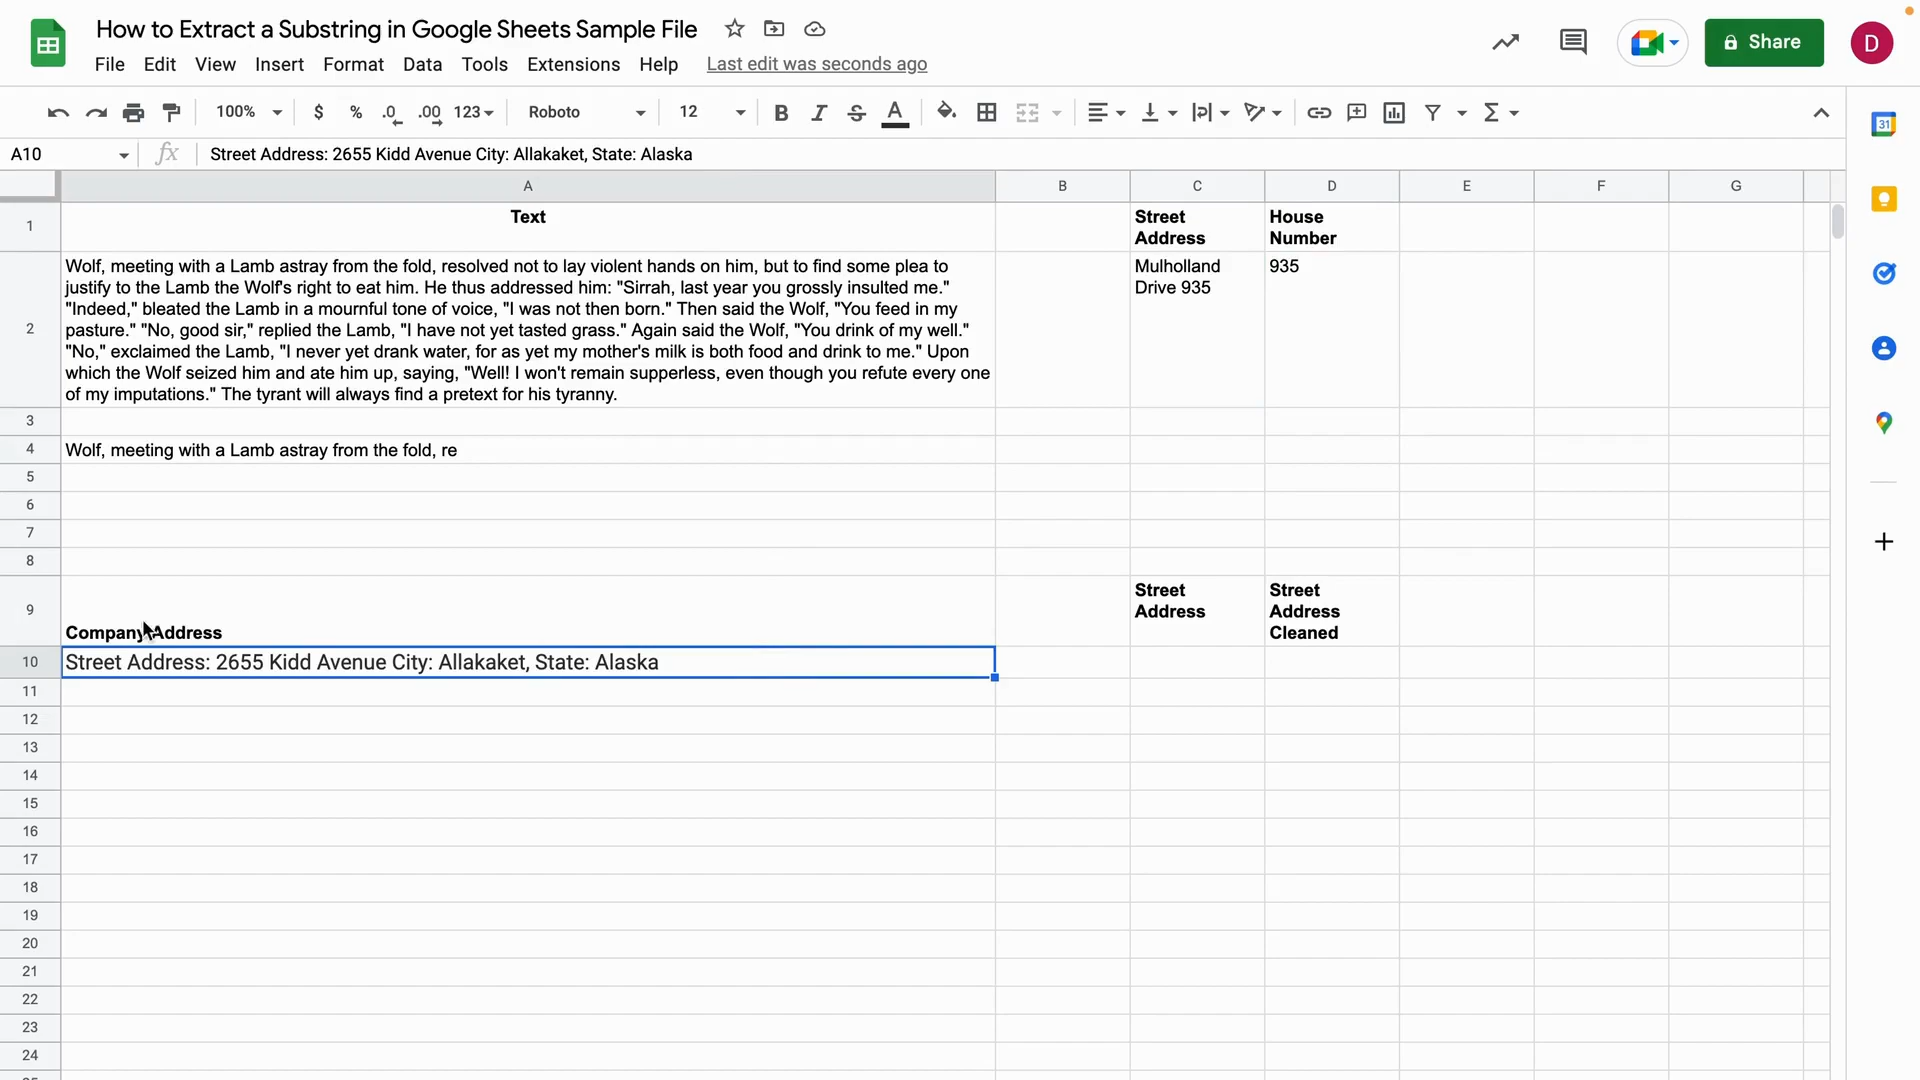 How to Extract a Substring in Google Sheets Sample File
File Edit View Insert Format Data Tools Extensions Help Last edit was seconds ago
Share
D
100% $ % .0 .00 123 Roboto 12 B I S A
31
A10 fx Street Address: 2655 Kidd Avenue City: Allakaket, State: Alaska
A B C D E F G
1 Text Street Address House Number
2 Wolf, meeting with a Lamb astray from the fold, resolved not to lay violent hands on him, but to find some plea to
justify to the Lamb the Wolf's right to eat him. He thus addressed him: "Sirrah, last year you grossly insulted me."
"Indeed," bleated the Lamb in a mournful tone of voice, "I was not then born." Then said the Wolf, "You feed in my
pasture." "No, good sir," replied the Lamb, "I have not yet tasted grass." Again said the Wolf, "You drink of my well."
"No," exclaimed the Lamb, "I never yet drank water, for as yet my mother's milk is both food and drink to me." Upon
which the Wolf seized him and ate him up, saying, "Well! I won't remain supperless, even though you refute every one
of my imputations." The tyrant will always find a pretext for his tyranny.
Mulholland
Drive 935
935
3
4 Wolf, meeting with a Lamb astray from the fold, re
5
6
7
8
9 Company Address Street Address Street Address Cleaned
10 Street Address: 2655 Kidd Avenue City: Allakaket, State: Alaska
11
12
13
14
15
16
17
18
19
20
21
22
23
24